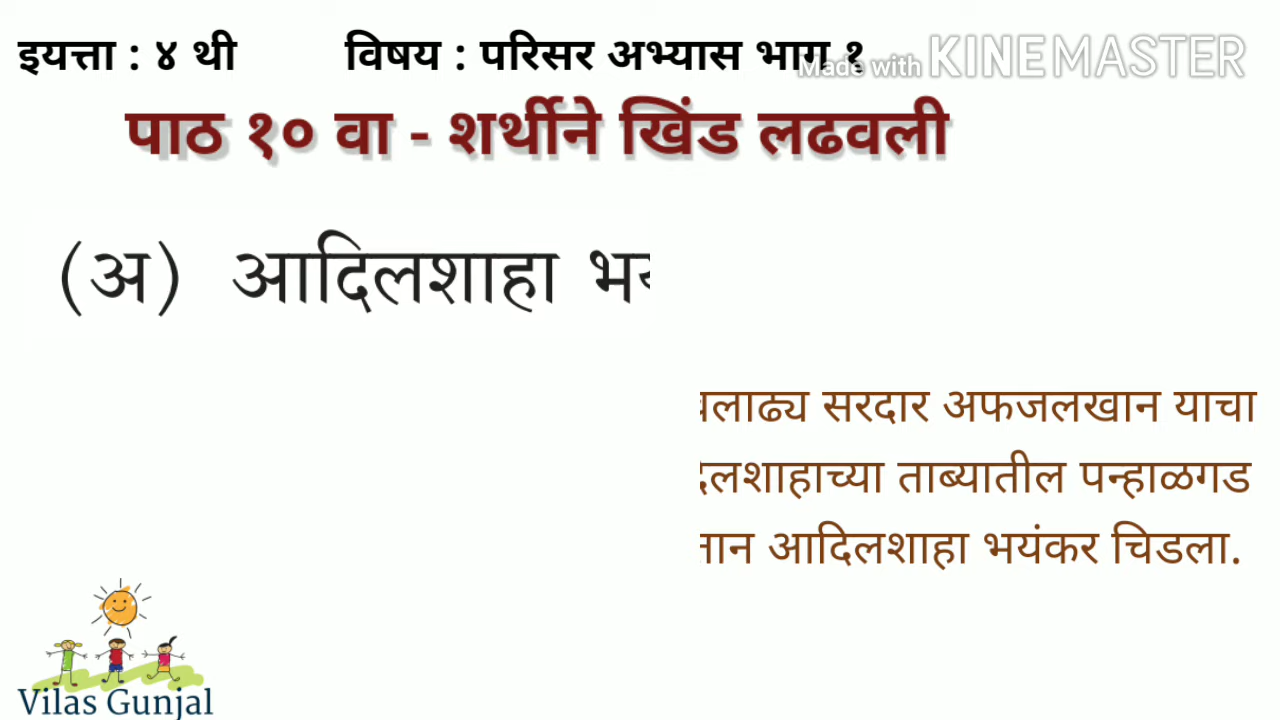 इयत्ता : ४ थी विषय : परिसर अभ्यास भाग १
Made with KINEMASTER
पाठ १० वा - शर्थीने खिंड लढवली
(अ) आदिलशाहा
सरदार अफजलखान याचा
ताब्यातील पन्हाळगड
आदिलशाहा भयंकर चिडला.
Vilas Gunjal